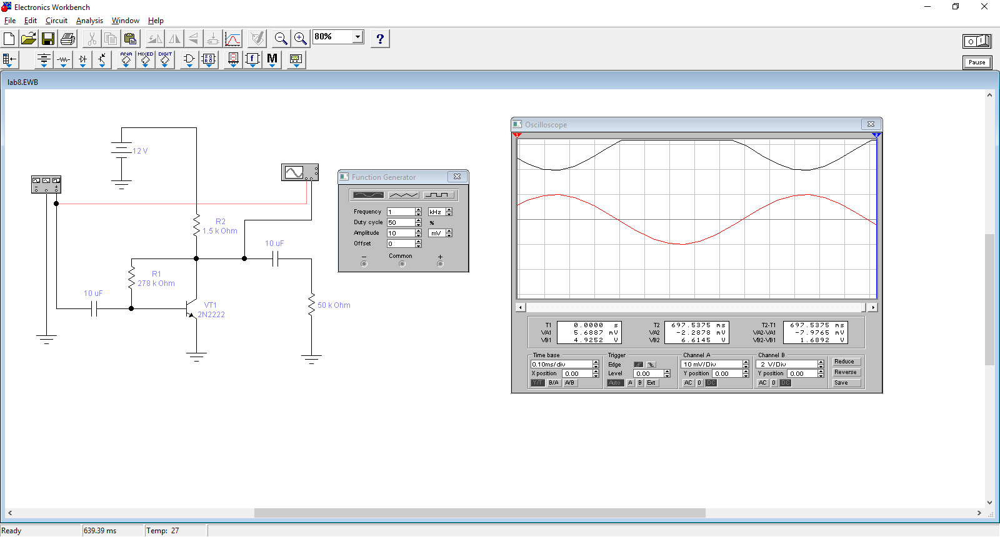 Electronics Workbench
File Edit Circuit Analysis Window Help
80%
?
O I
ANA MIXED DIGIT
f
M
Pause
lab8.EWB
12 V
R2
1.5 k Ohm
10 uF
R1
278 k Ohm
10 uF
VT1
2N2222
50 k Ohm
Function Generator
Frequency 1 kHz
Duty cycle 50 %
Amplitude 10 mV
Offset 0
− Common +
Oscilloscope
1 2
T1 0.0000 s
VA1 5.6887 mV
VB1 4.9252 V
T2 697.5375 ms
VA2 -2.2878 mV
VB2 6.6145 V
T2-T1 697.5375 ms
VA2-VA1 -7.9765 mV
VB2-VB1 1.6892 V
Time base
0.10ms/div
X position 0.00
Y/T B/A A/B
Trigger
Edge
Level 0.00
Auto A B Ext
Channel A
10 mV/Div
Y position 0.00
AC 0 DC
Channel B
2 V/Div
Y position 0.00
AC 0 DC
Reduce
Reverse
Save
Ready 639.39 ms Temp: 27